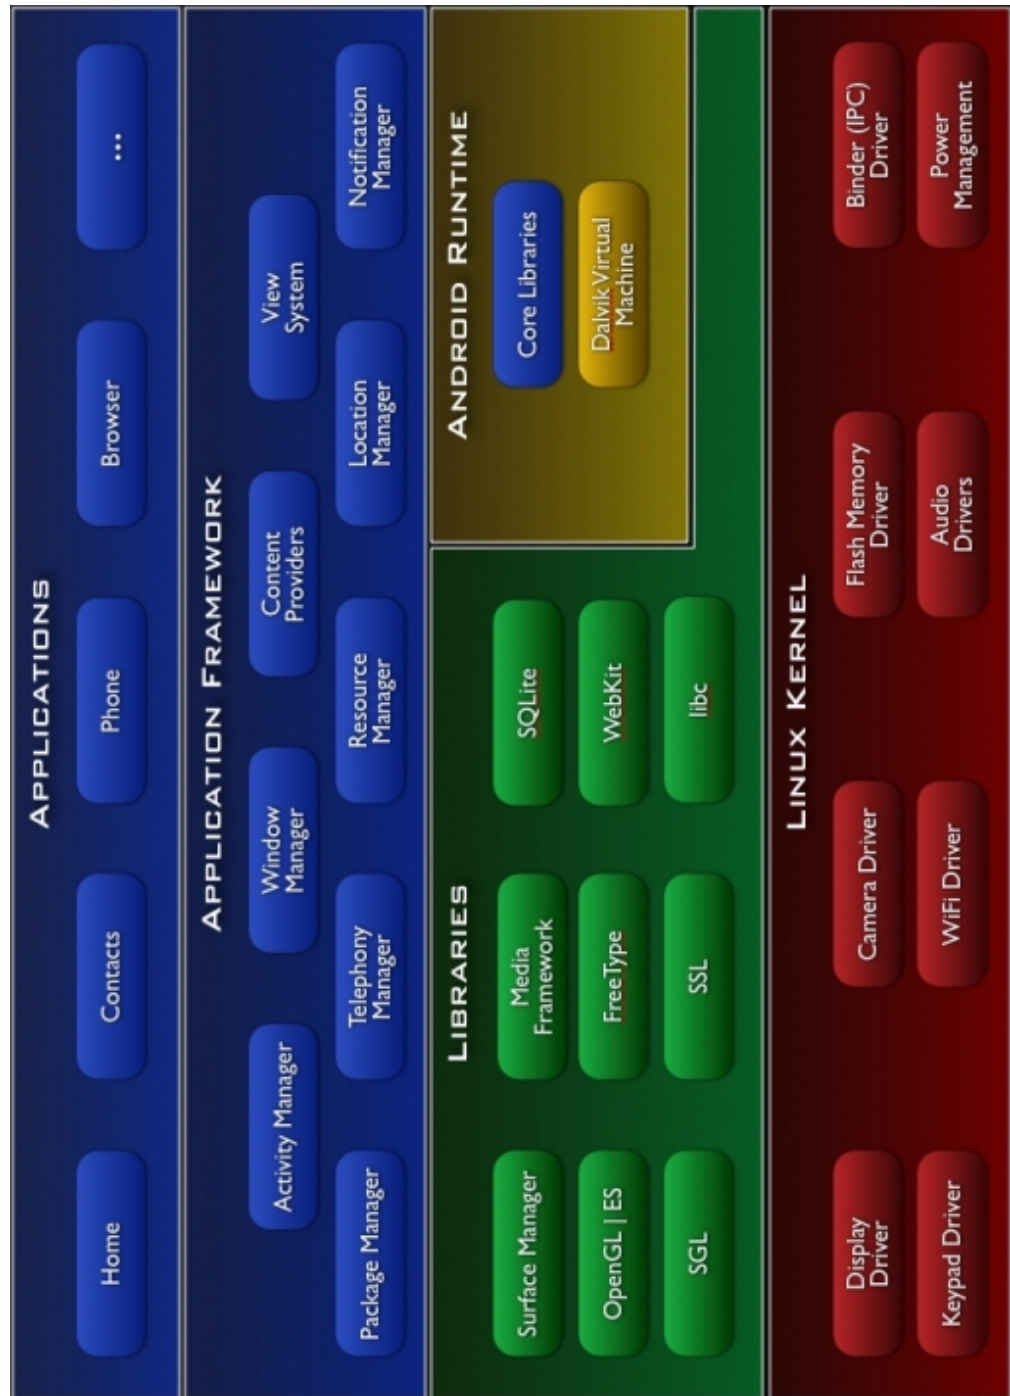 APPLICATIONS
Home
Contacts
Phone
Browser
...
APPLICATION FRAMEWORK
Activity Manager
Window
Manager
Content
Providers
View
System
Package Manager
Telephony
Manager
Resource
Manager
Location
Manager
Notification
Manager
LIBRARIES
Surface Manager
Media
Framework
SQLite
OpenGL | ES
FreeType
WebKit
SGL
SSL
libc
ANDROID RUNTIME
Core Libraries
Dalvik Virtual
Machine
LINUX KERNEL
Display
Driver
Camera Driver
Flash Memory
Driver
Binder (IPC)
Driver
Keypad Driver
WiFi Driver
Audio
Drivers
Power
Management